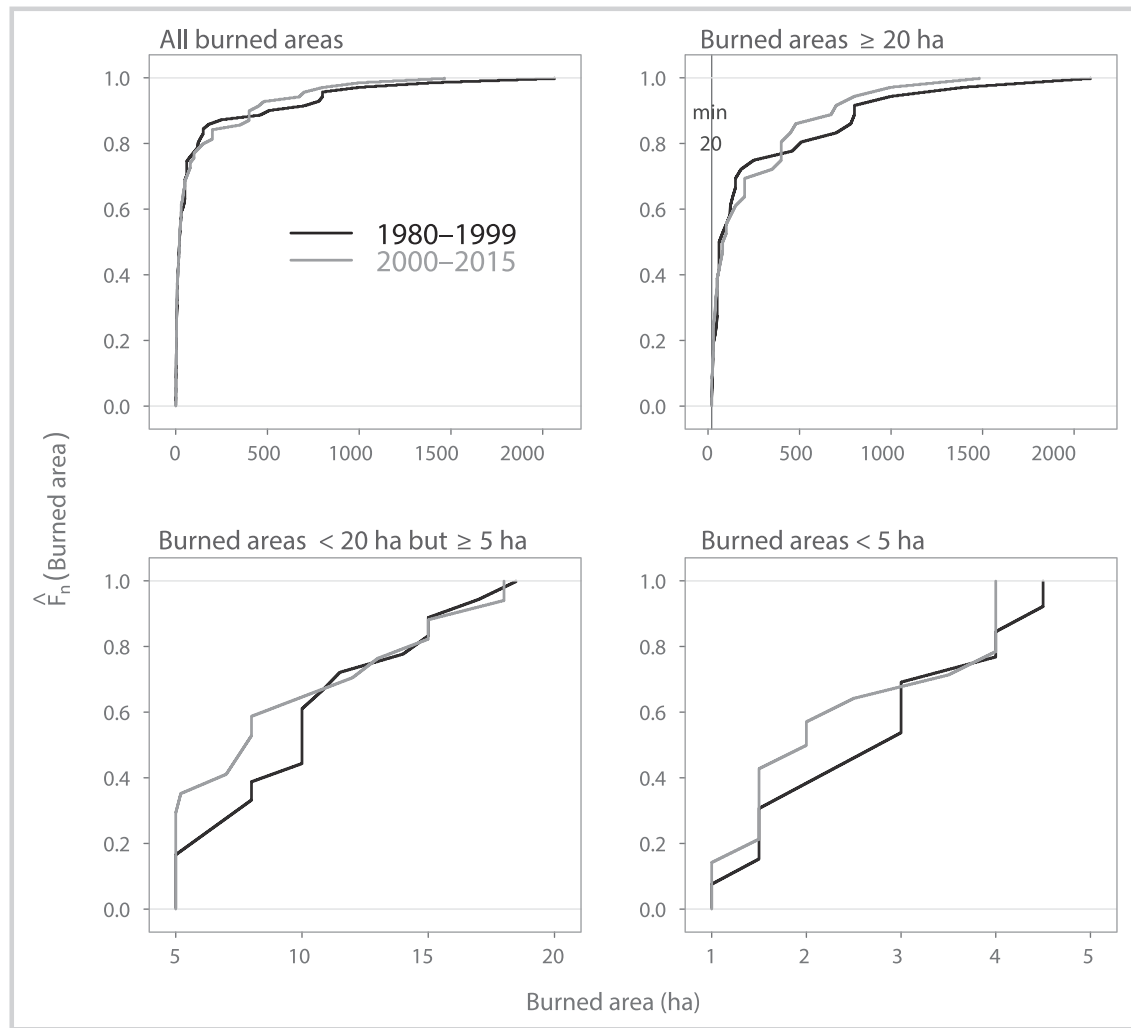 All burned areas
1.0
0.8
0.6
0.4
0.2
0.0
1980–1999
2000–2015
0 500 1000 1500 2000
Burned areas ≥ 20 ha
1.0
0.8
0.6
0.4
0.2
0.0
min
20
0 500 1000 1500 2000
F̂n (Burned area)
Burned areas < 20 ha but ≥ 5 ha
1.0
0.8
0.6
0.4
0.2
0.0
5 10 15 20
Burned areas < 5 ha
1.0
0.8
0.6
0.4
0.2
0.0
1 2 3 4 5
Burned area (ha)